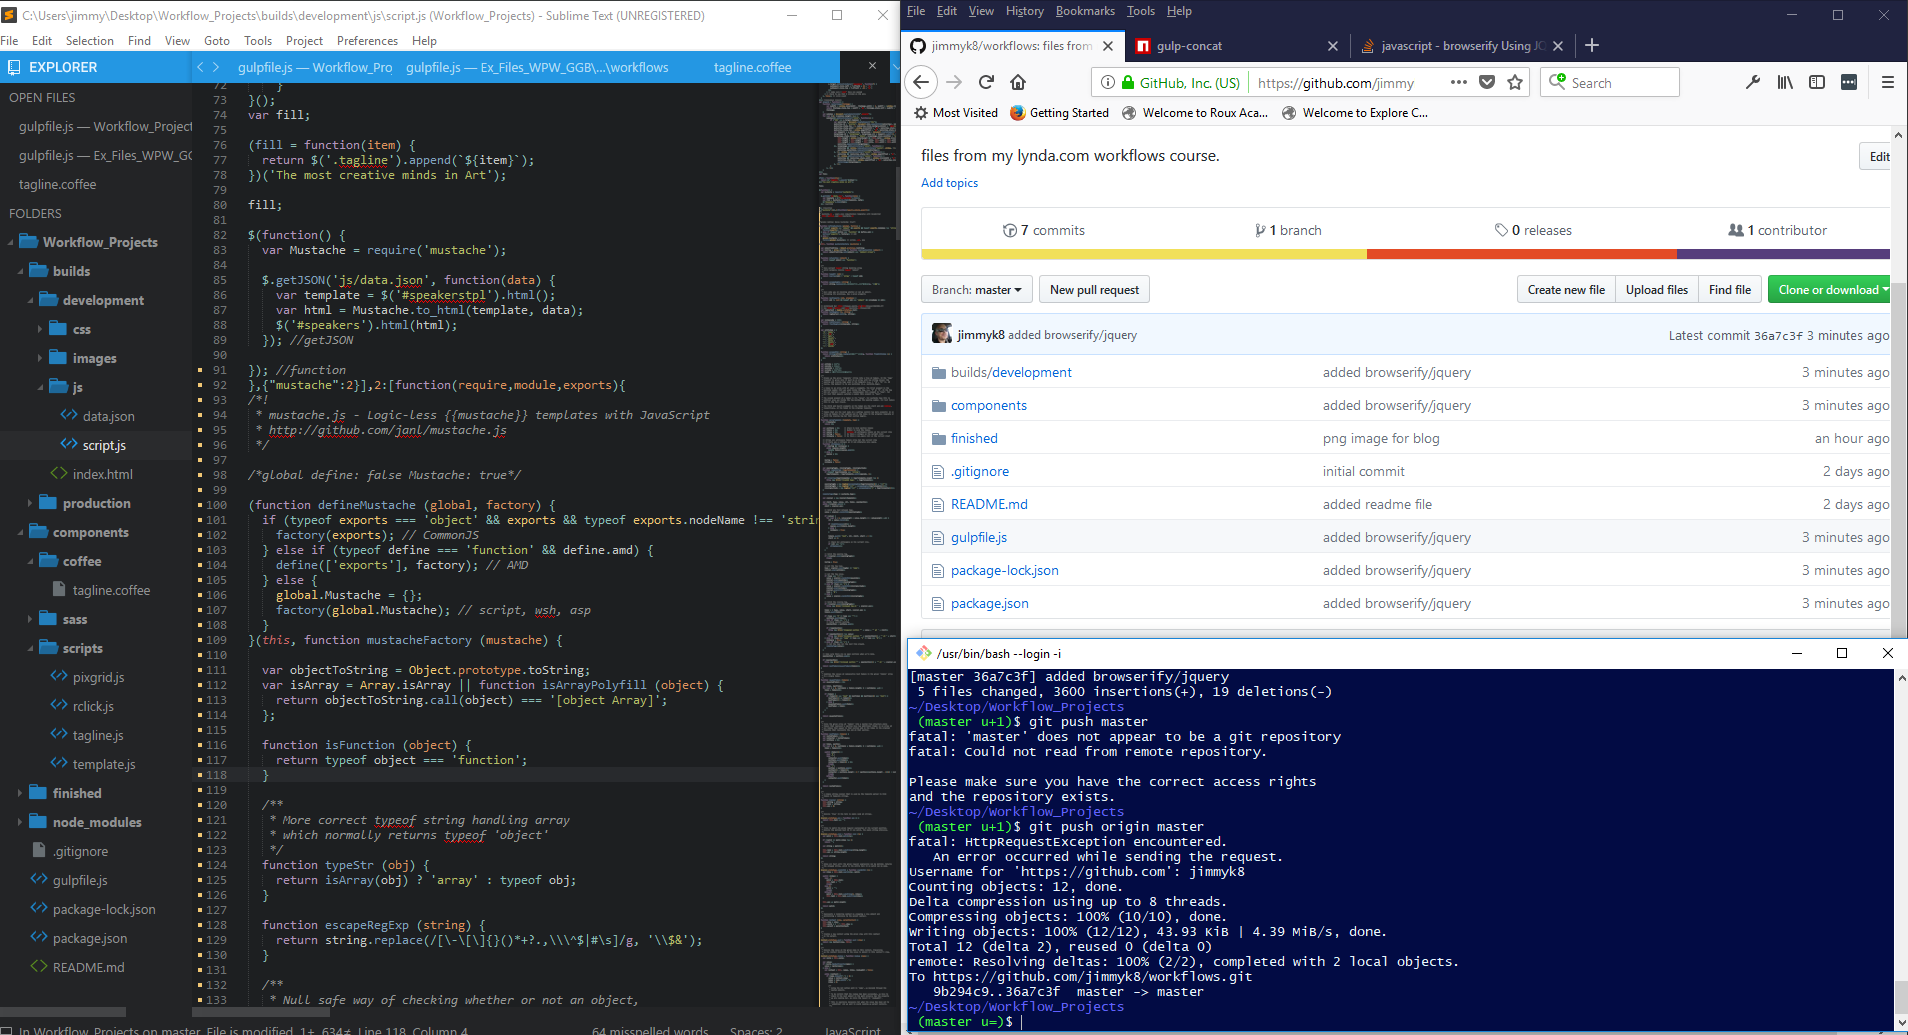 C:\Users\jimmy\Desktop\Workflow_Projects\builds\development\js\script.js (Workflow_Projects) - Sublime Text (UNREGISTERED)
File Edit Selection Find View Goto Tools Project Preferences Help
EXPLORER
OPEN FILES
gulpfile.js — Workflow_Project
gulpfile.js — Ex_Files_WPW_GG
tagline.coffee
FOLDERS
Workflow_Projects
builds
development
css
images
js
data.json
script.js
index.html
production
components
coffee
tagline.coffee
sass
scripts
pixgrid.js
rclick.js
tagline.js
template.js
finished
node_modules
.gitignore
gulpfile.js
package-lock.json
package.json
README.md
gulpfile.js — Workflow_Pro gulpfile.js — Ex_Files_WPW_GGB\...\workflows tagline.coffee
72 }
73 }();
74 var fill;
75
76 (fill = function(item) {
77 return $('.tagline').append(`${item}`);
78 })('The most creative minds in Art');
79
80 fill;
81
82 $(function() {
83 var Mustache = require('mustache');
84
85 $.getJSON('js/data.json', function(data) {
86 var template = $('#speakerstpl').html();
87 var html = Mustache.to_html(template, data);
88 $('#speakers').html(html);
89 }); //getJSON
90
91 }); //function
92 },{"mustache":2}],2:[function(require,module,exports){
93 /*!
94 * mustache.js - Logic-less {{mustache}} templates with JavaScript
95 * http://github.com/janl/mustache.js
96 */
97
98 /*global define: false Mustache: true*/
99
100 (function defineMustache (global, factory) {
101 if (typeof exports === 'object' && exports && typeof exports.nodeName !== 'strin
102 factory(exports); // CommonJS
103 } else if (typeof define === 'function' && define.amd) {
104 define(['exports'], factory); // AMD
105 } else {
106 global.Mustache = {};
107 factory(global.Mustache); // script, wsh, asp
108 }
109 }(this, function mustacheFactory (mustache) {
110
111 var objectToString = Object.prototype.toString;
112 var isArray = Array.isArray || function isArrayPolyfill (object) {
113 return objectToString.call(object) === '[object Array]';
114 };
115
116 function isFunction (object) {
117 return typeof object === 'function';
118 }
119
120 /**
121 * More correct typeof string handling array
122 * which normally returns typeof 'object'
123 */
124 function typeStr (obj) {
125 return isArray(obj) ? 'array' : typeof obj;
126 }
127
128 function escapeRegExp (string) {
129 return string.replace(/[\-\[\]{}()*+?.,\\\^$|#\s]/g, '\\$&');
130 }
131
132 /**
133 * Null safe way of checking whether or not an object,
In Workflow_Projects on master, File is modified, 1+, 634≠, Line 118, Column 4 64 misspelled words Spaces: 2 JavaScript
File Edit View History Bookmarks Tools Help
jimmyk8/workflows: files from gulp-concat javascript - browserify Using JQ
GitHub, Inc. (US) https://github.com/jimmy Search
Most Visited Getting Started Welcome to Roux Aca... Welcome to Explore C...
files from my lynda.com workflows course. Edit
Add topics
7 commits 1 branch 0 releases 1 contributor
Branch: master New pull request Create new file Upload files Find file Clone or download
jimmyk8 added browserify/jquery Latest commit 36a7c3f 3 minutes ago
builds/development added browserify/jquery 3 minutes ago
components added browserify/jquery 3 minutes ago
finished png image for blog an hour ago
.gitignore initial commit 2 days ago
README.md added readme file 2 days ago
gulpfile.js added browserify/jquery 3 minutes ago
package-lock.json added browserify/jquery 3 minutes ago
package.json added browserify/jquery 3 minutes ago
/usr/bin/bash --login -i
[master 36a7c3f] added browserify/jquery
5 files changed, 3600 insertions(+), 19 deletions(-)
~/Desktop/Workflow_Projects
(master u+1)$ git push master
fatal: 'master' does not appear to be a git repository
fatal: Could not read from remote repository.
Please make sure you have the correct access rights
and the repository exists.
~/Desktop/Workflow_Projects
(master u+1)$ git push origin master
fatal: HttpRequestException encountered.
An error occurred while sending the request.
Username for 'https://github.com': jimmyk8
Counting objects: 12, done.
Delta compression using up to 8 threads.
Compressing objects: 100% (10/10), done.
Writing objects: 100% (12/12), 43.93 KiB | 4.39 MiB/s, done.
Total 12 (delta 2), reused 0 (delta 0)
remote: Resolving deltas: 100% (2/2), completed with 2 local objects.
To https://github.com/jimmyk8/workflows.git
9b294c9..36a7c3f master -> master
~/Desktop/Workflow_Projects
(master u=)$